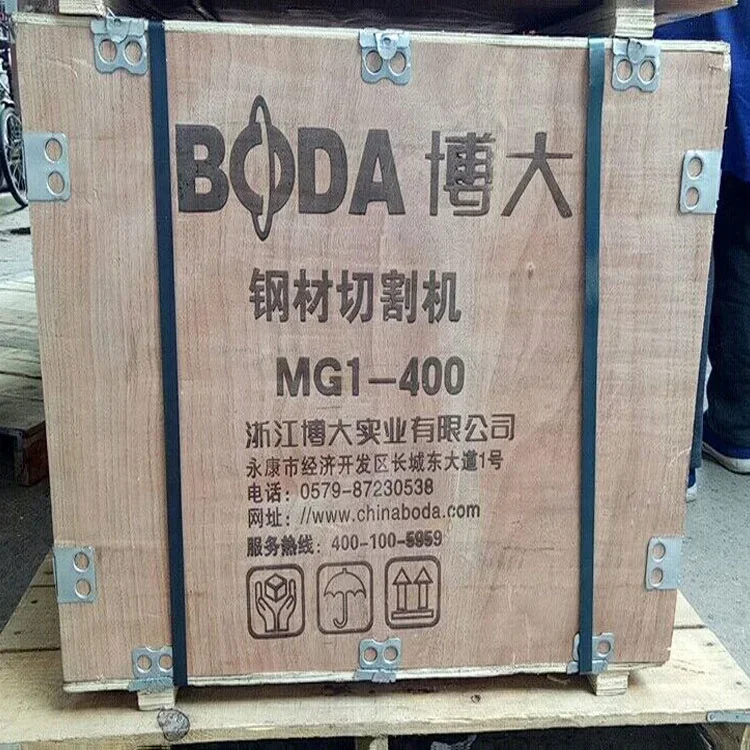 BODA 博大
钢材切割机
MG1-400
浙江博大实业有限公司
永康市经济开发区长城东大道1号
电话：0579-87230538
网址：//www.chinaboda.com
服务热线：400-100-5959